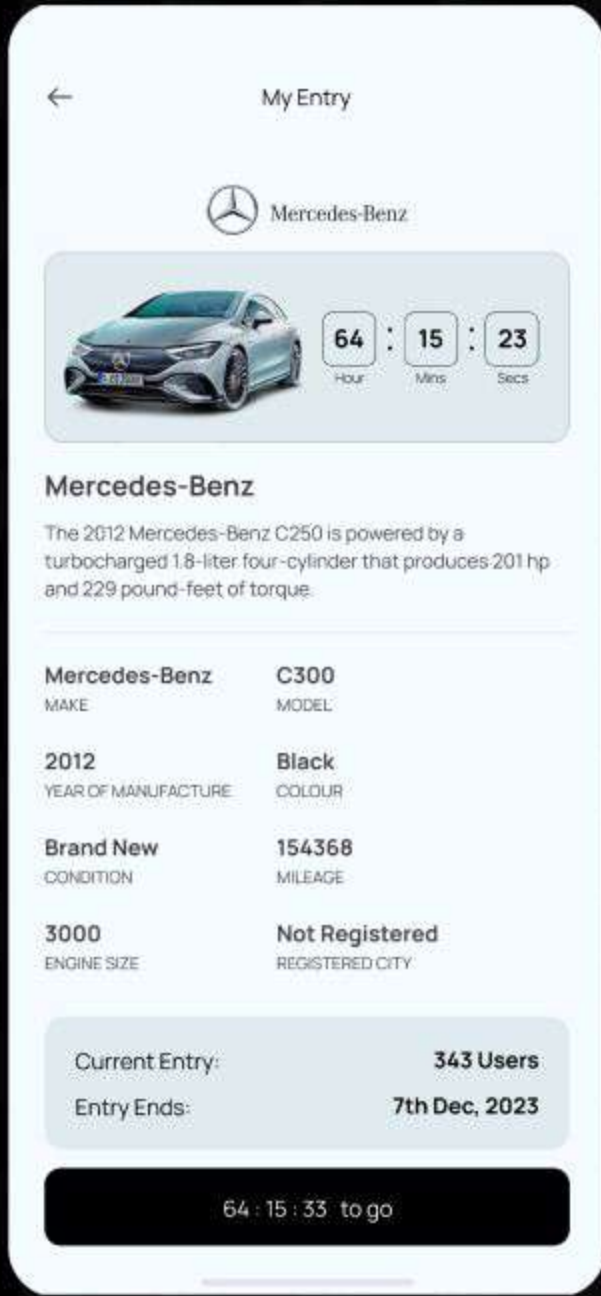 My Entry
Mercedes-Benz
64 : 15 : 23
Hour Mins Secs
Mercedes-Benz
The 2012 Mercedes-Benz C250 is powered by a
turbocharged 1.8-liter four-cylinder that produces 201 hp
and 229 pound-feet of torque.
Mercedes-Benz C300
MAKE MODEL
2012 Black
YEAR OF MANUFACTURE COLOUR
Brand New 154368
CONDITION MILEAGE
3000 Not Registered
ENGINE SIZE REGISTERED CITY
Current Entry: 343 Users
Entry Ends: 7th Dec, 2023
64 : 15 : 33 to go